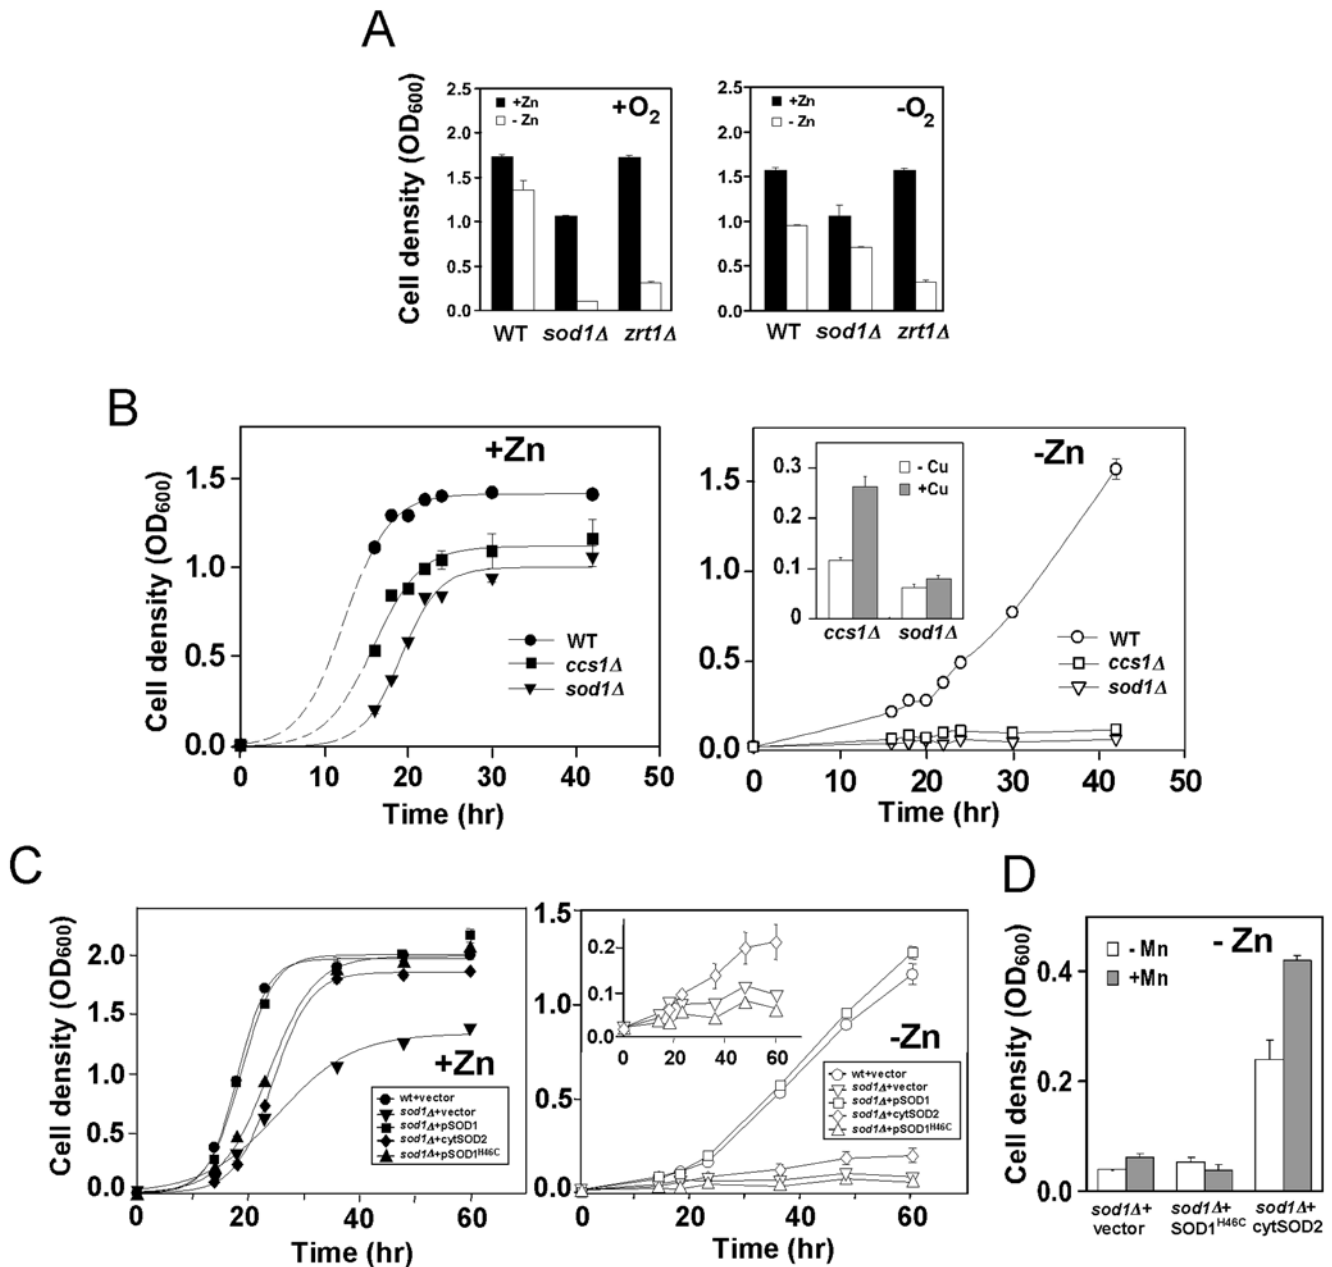 A
Cell density (OD600)
2.5
2.0
1.5
1.0
0.5
0.0
+Zn
- Zn
+O2
WT sod1Δ zrt1Δ
2.5
2.0
1.5
1.0
0.5
0.0
+Zn
- Zn
-O2
WT sod1Δ zrt1Δ
B
Cell density (OD600)
1.5
1.0
0.5
0.0
+Zn
WT
ccs1Δ
sod1Δ
0 10 20 30 40 50
Time (hr)
1.5
1.0
0.5
0.0
-Zn
0.3
0.2
0.1
0
- Cu
+Cu
ccs1Δ sod1Δ
WT
ccs1Δ
sod1Δ
0 10 20 30 40 50
Time (hr)
C
Cell density (OD600)
2.0
1.5
1.0
0.5
0.0
+Zn
wt+vector
sod1Δ+vector
sod1Δ+pSOD1
sod1Δ+cytSOD2
sod1Δ+pSOD1H46C
0 20 40 60
Time (hr)
1.5
1.0
0.5
0.0
0.2
0.1
0.0
0 20 40 60
-Zn
wt+vector
sod1Δ+vector
sod1Δ+pSOD1
sod1Δ+cytSOD2
sod1Δ+pSOD1H46C
0 20 40 60
Time (hr)
D
Cell density (OD600)
0.4
0.2
0.0
- Mn
+Mn
- Zn
sod1Δ+ sod1Δ+ sod1Δ+
vector SOD1H46C cytSOD2